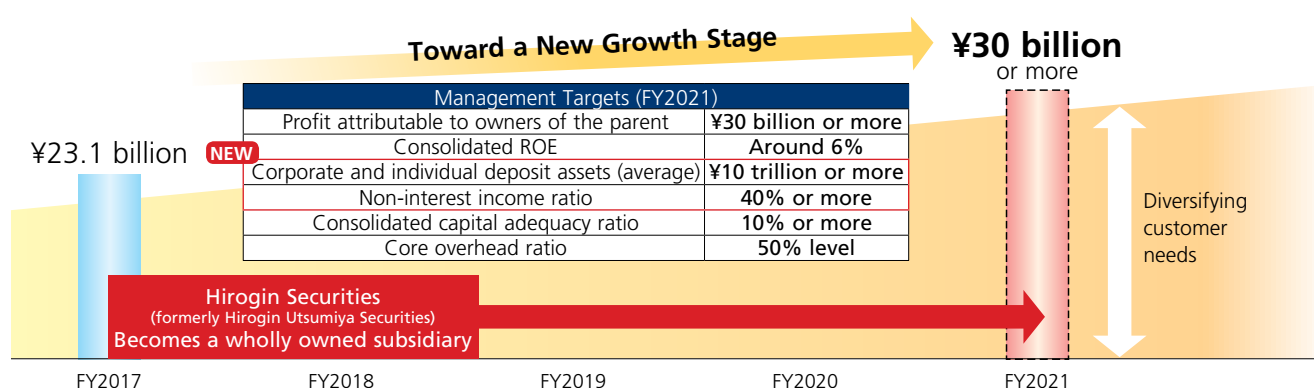 Toward a New Growth Stage
¥30 billion
or more
¥23.1 billion
NEW
Management Targets (FY2021)
Profit attributable to owners of the parent ¥30 billion or more
Consolidated ROE Around 6%
Corporate and individual deposit assets (average) ¥10 trillion or more
Non-interest income ratio 40% or more
Consolidated capital adequacy ratio 10% or more
Core overhead ratio 50% level
Diversifying
customer
needs
Hirogin Securities
(formerly Hirogin Utsumiya Securities)
Becomes a wholly owned subsidiary
FY2017 FY2018 FY2019 FY2020 FY2021